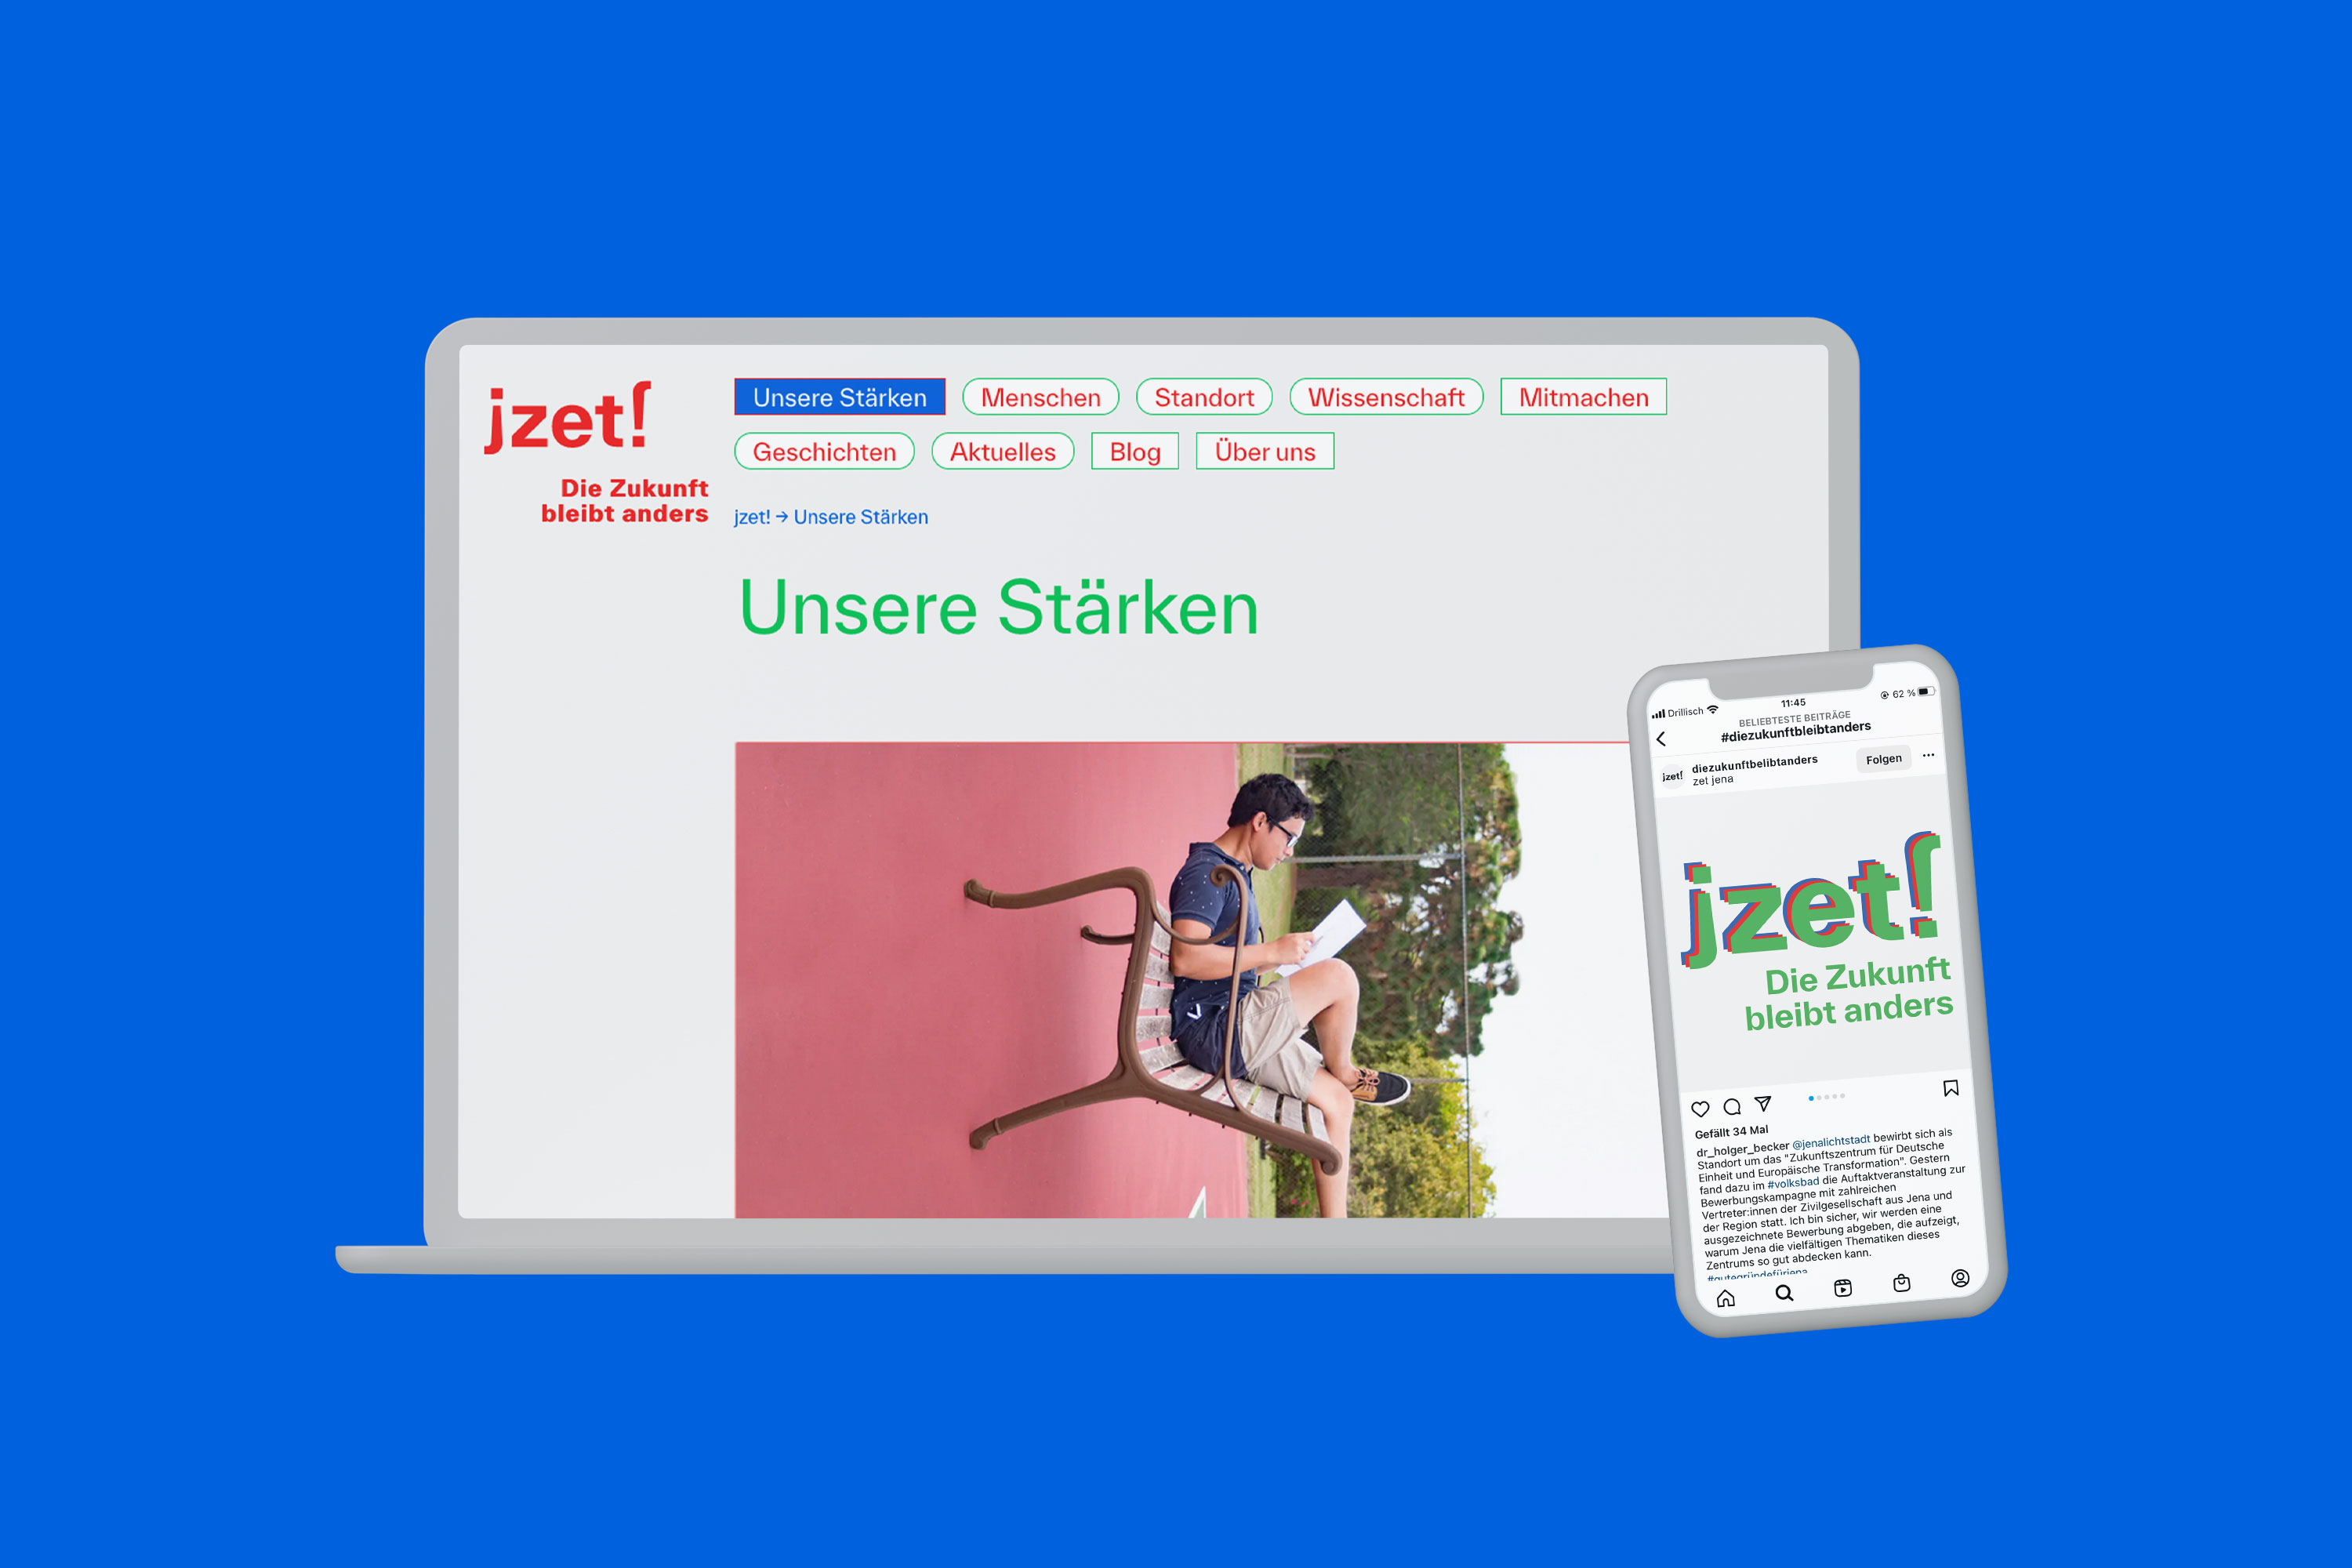 jzet!
Die Zukunft
bleibt anders
Unsere Stärken
Menschen
Standort
Wissenschaft
Mitmachen
Geschichten
Aktuelles
Blog
Über uns
jzet! → Unsere Stärken
Unsere Stärken
Drillisch
11:45
62 %
BELIEBTESTE BEITRÄGE
#diezukunftbleibtanders
jzet!
diezukunftbelibtanders
zet jena
Folgen
jzet!
Die Zukunft
bleibt anders
Gefällt 34 Mal
dr_holger_becker @jenalichtstadt bewirbt sich als
Standort um das "Zukunftszentrum für Deutsche
Einheit und Europäische Transformation". Gestern
fand dazu im #volksbad die Auftaktveranstaltung zur
Bewerbungskampagne mit zahlreichen
Vertreter:innen der Zivilgesellschaft aus Jena und
der Region statt. Ich bin sicher, wir werden eine
ausgezeichnete Bewerbung abgeben, die aufzeigt,
warum Jena die vielfältigen Thematiken dieses
Zentrums so gut abdecken kann.
#gutegründefürjena